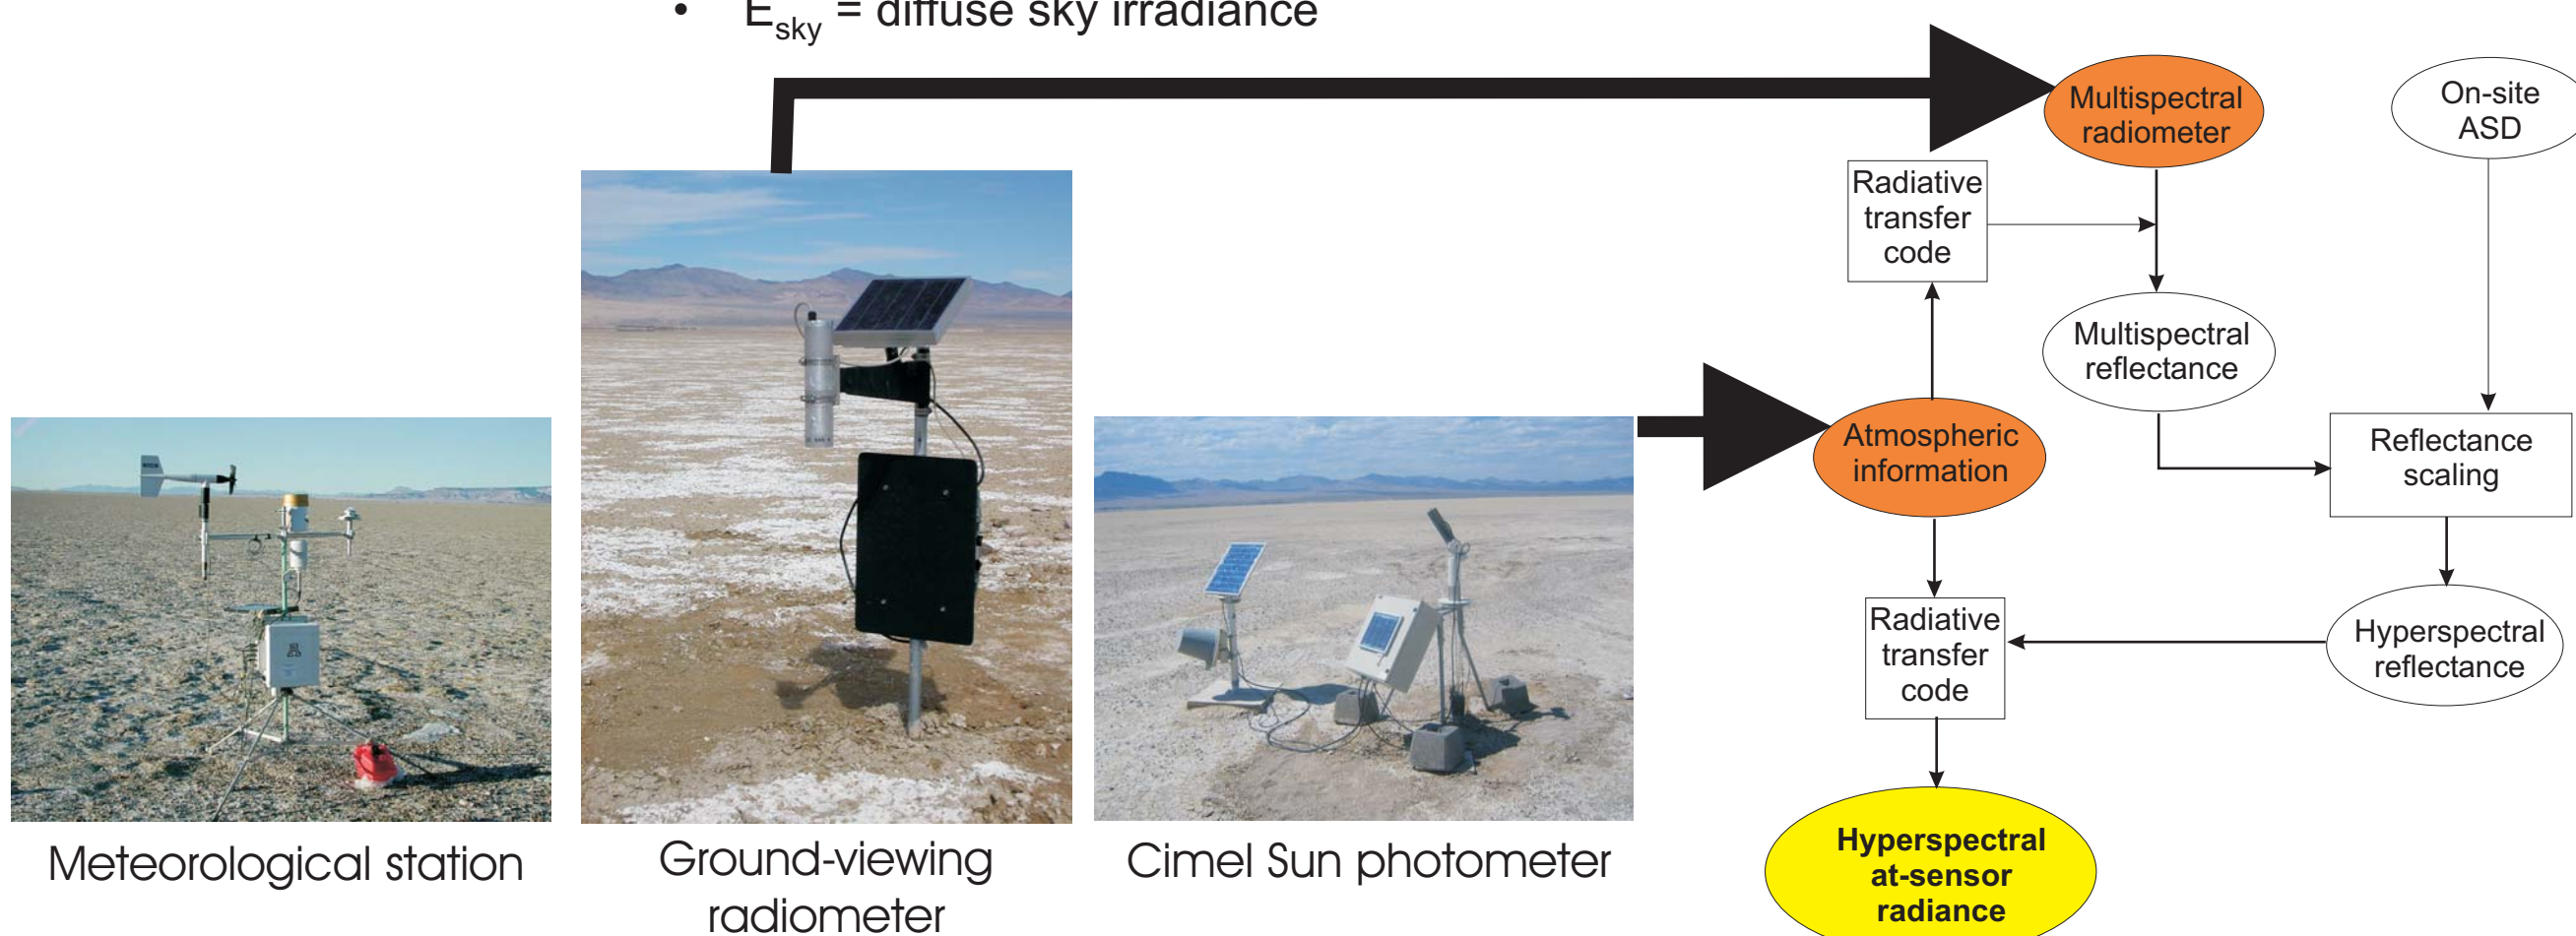 • E_sky = diffuse sky irradiance
Multispectral
radiometer
On-site
ASD
Radiative
transfer
code
Multispectral
reflectance
Atmospheric
information
Reflectance
scaling
Radiative
transfer
code
Hyperspectral
reflectance
Hyperspectral
at-sensor
radiance
Meteorological station
Ground-viewing
radiometer
Cimel Sun photometer